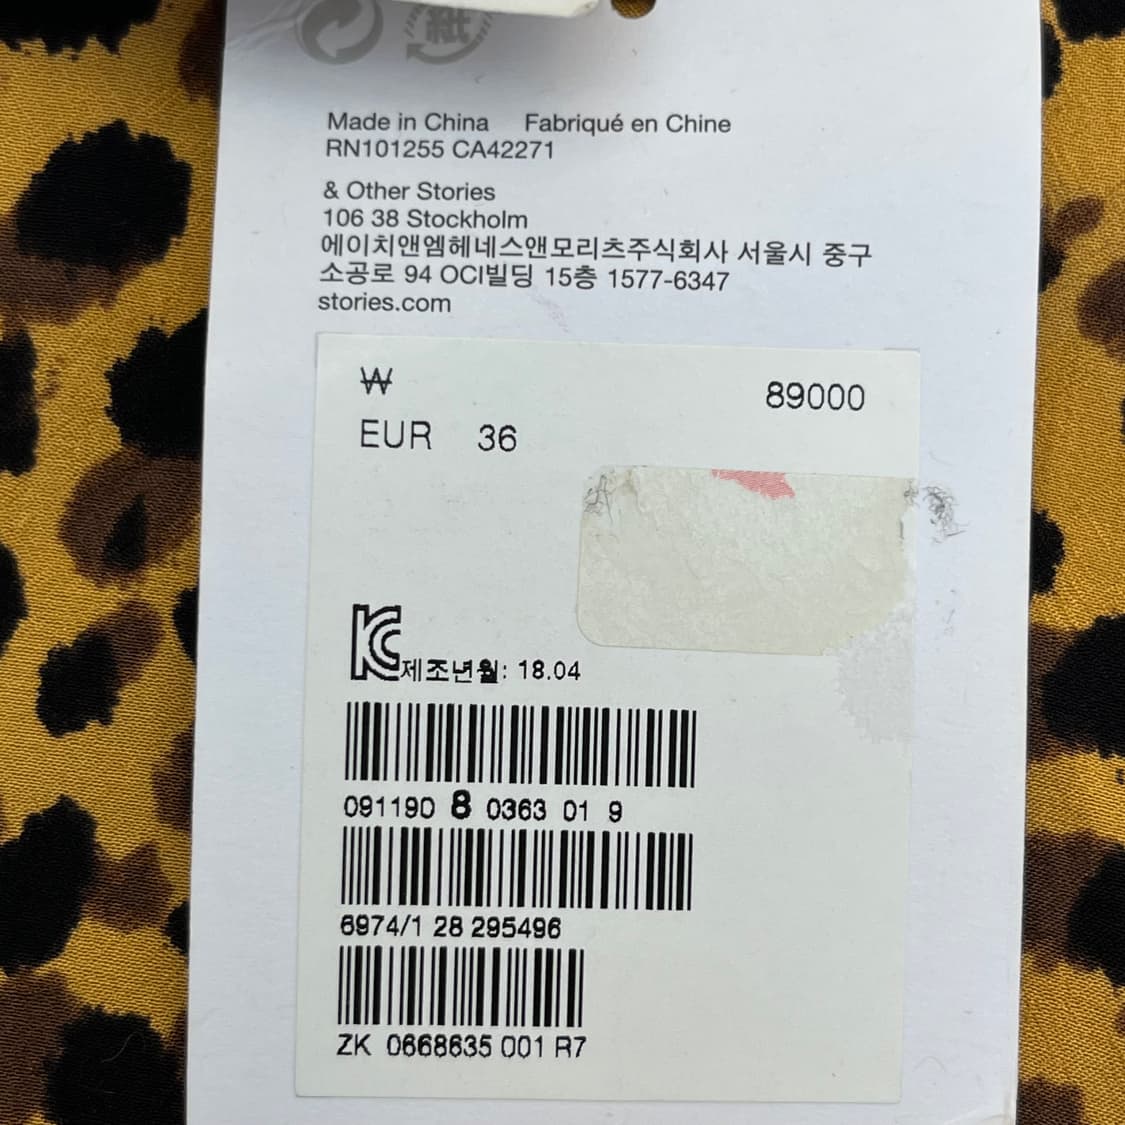 紙
Made in China Fabriqué en Chine
RN101255 CA42271
& Other Stories
106 38 Stockholm
에이치앤엠헤네스앤모리츠주식회사 서울시 중구
소공로 94 OCI빌딩 15층 1577-6347
stories.com
₩ 89000
EUR 36
KC 제조년월: 18.04
091190 8 0363 01 9
6974/1 28 295496
ZK 0668635 001 R7